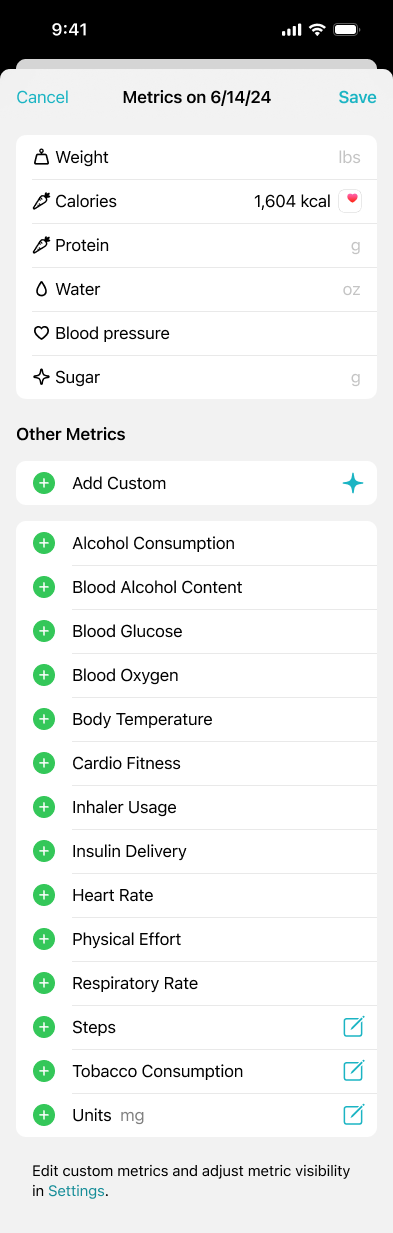 9:41
Cancel Metrics on 6/14/24 Save
Weight lbs
Calories 1,604 kcal
Protein g
Water oz
Blood pressure
Sugar g
Other Metrics
Add Custom
Alcohol Consumption
Blood Alcohol Content
Blood Glucose
Blood Oxygen
Body Temperature
Cardio Fitness
Inhaler Usage
Insulin Delivery
Heart Rate
Physical Effort
Respiratory Rate
Steps
Tobacco Consumption
Units mg
Edit custom metrics and adjust metric visibility
in Settings.